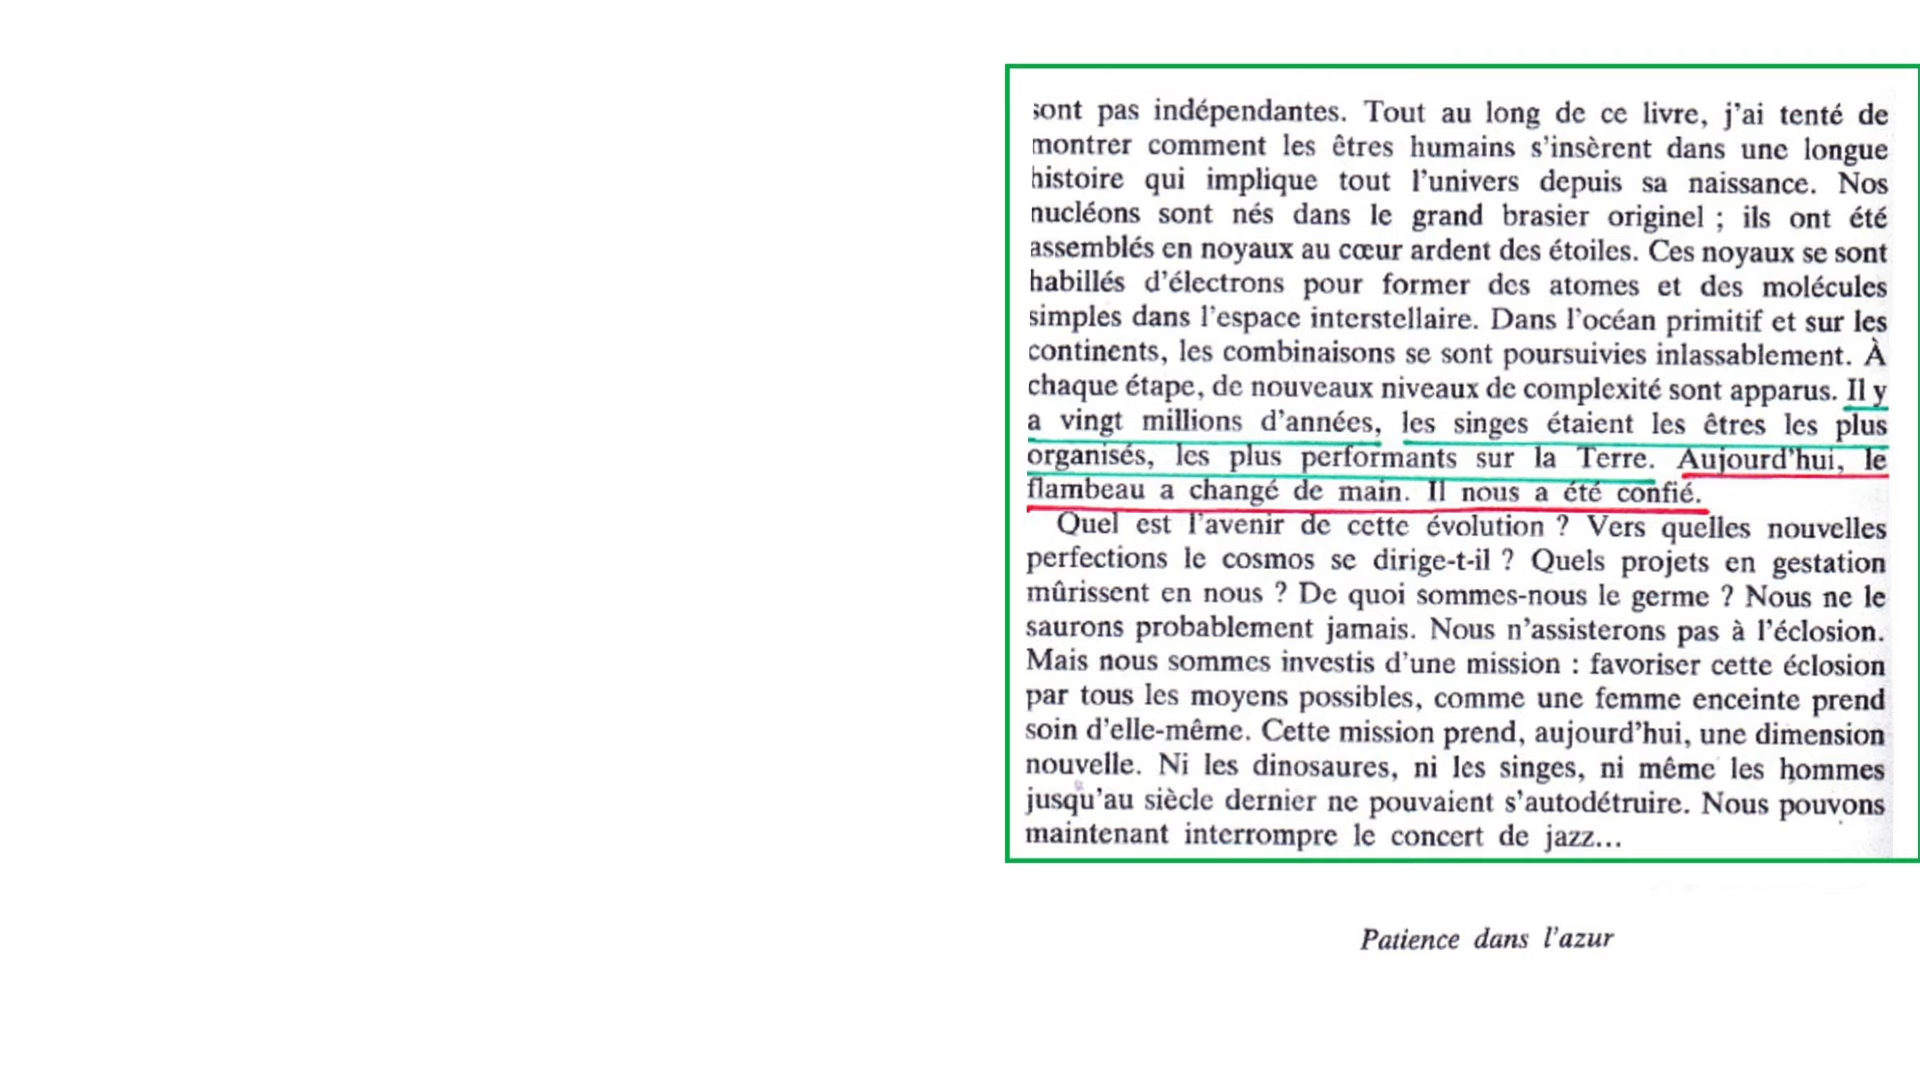 sont pas indépendantes. Tout au long de ce livre, j'ai tenté de
montrer comment les êtres humains s'insèrent dans une longue
histoire qui implique tout l'univers depuis sa naissance. Nos
nucléons sont nés dans le grand brasier originel ; ils ont été
assemblés en noyaux au cœur ardent des étoiles. Ces noyaux se sont
habillés d'électrons pour former des atomes et des molécules
simples dans l'espace interstellaire. Dans l'océan primitif et sur les
continents, les combinaisons se sont poursuivies inlassablement. À
chaque étape, de nouveaux niveaux de complexité sont apparus. Il y
a vingt millions d'années, les singes étaient les êtres les plus
organisés, les plus performants sur la Terre. Aujourd'hui, le
flambeau a changé de main. Il nous a été confié.
Quel est l'avenir de cette évolution ? Vers quelles nouvelles
perfections le cosmos se dirige-t-il ? Quels projets en gestation
mûrissent en nous ? De quoi sommes-nous le germe ? Nous ne le
saurons probablement jamais. Nous n'assisterons pas à l'éclosion.
Mais nous sommes investis d'une mission : favoriser cette éclosion
par tous les moyens possibles, comme une femme enceinte prend
soin d'elle-même. Cette mission prend, aujourd'hui, une dimension
nouvelle. Ni les dinosaures, ni les singes, ni même les hommes
jusqu'au siècle dernier ne pouvaient s'autodétruire. Nous pouvons
maintenant interrompre le concert de jazz...
Patience dans l'azur